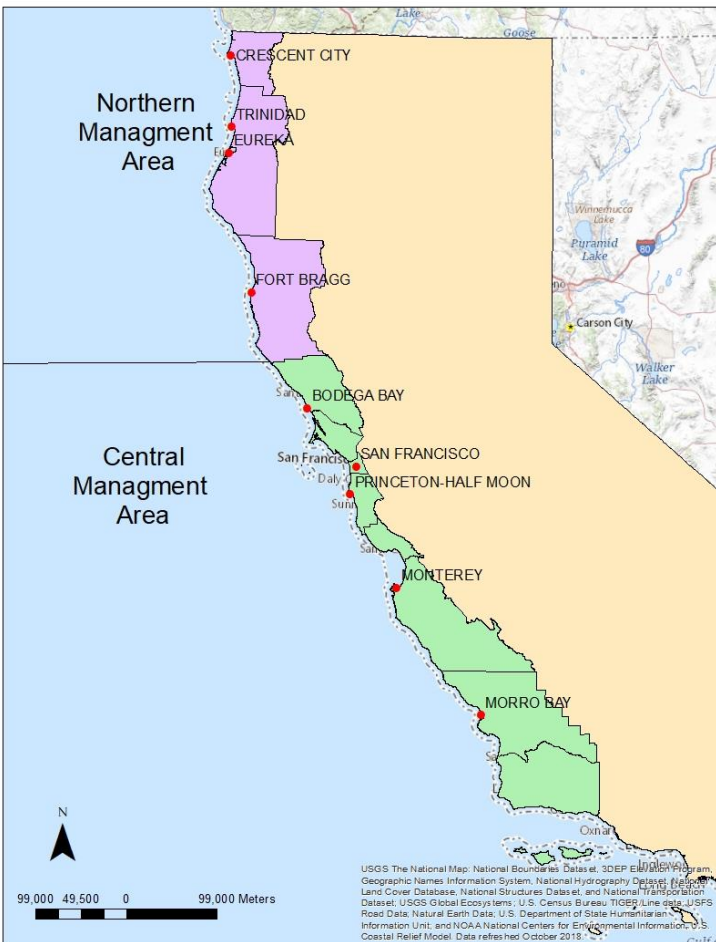 Lake
Goose
CRESCENT CITY
Northern
Managment
Area
TRINIDAD
EUREKA
Winnemucca
Lake
Pyramid
Lake
80
FORT BRAGG
Carson City
Walker
Lake
BODEGA BAY
Central
Managment
Area
SAN FRANCISCO
San Francisc
Daly
PRINCETON-HALF MOON
Sunn
MONTEREY
MORRO BAY
N
Oxnar
99,000 49,500 0 99,000 Meters
USGS The National Map: National Boundaries Dataset, 3DEP Elevation Program,
Geographic Names Information System, National Hydrography Dataset, National
Land Cover Database, National Structures Dataset, and National Transportation
Dataset; USGS Global Ecosystems; U.S. Census Bureau TIGER/Line data; USFS
Road Data; Natural Earth Data; U.S. Department of State Humanitarian
Information Unit; and NOAA National Centers for Environmental Information, U.S.
Coastal Relief Model. Data refreshed October 2018.